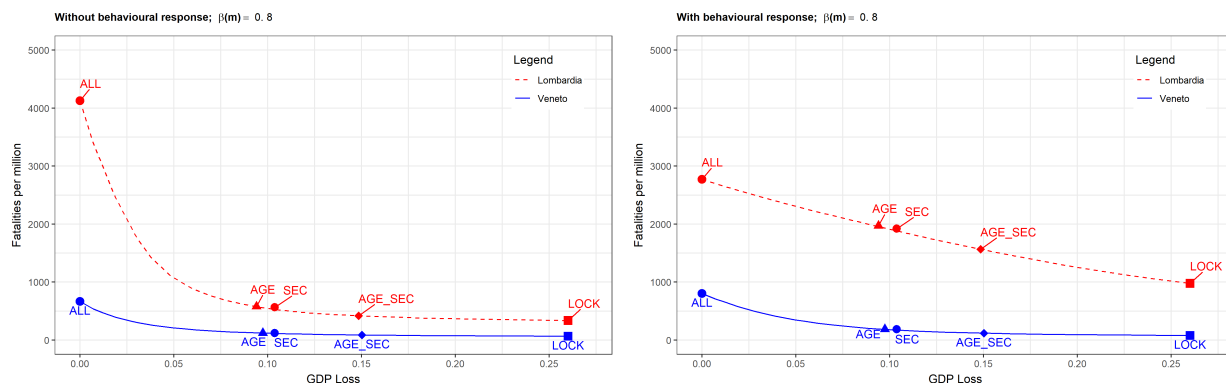 Without behavioural response; β(m) = 0. 8
Fatalities per million
5000
4000
3000
2000
1000
0
ALL
AGE
SEC
AGE_SEC
LOCK
ALL
AGE
SEC
AGE_SEC
LOCK
Legend
Lombardia
Veneto
0.00
0.05
0.10
0.15
0.20
0.25
GDP Loss
With behavioural response; β(m) = 0. 8
Fatalities per million
5000
4000
3000
2000
1000
0
ALL
AGE
SEC
AGE_SEC
LOCK
ALL
AGE
SEC
AGE_SEC
LOCK
Legend
Lombardia
Veneto
0.00
0.05
0.10
0.15
0.20
0.25
GDP Loss